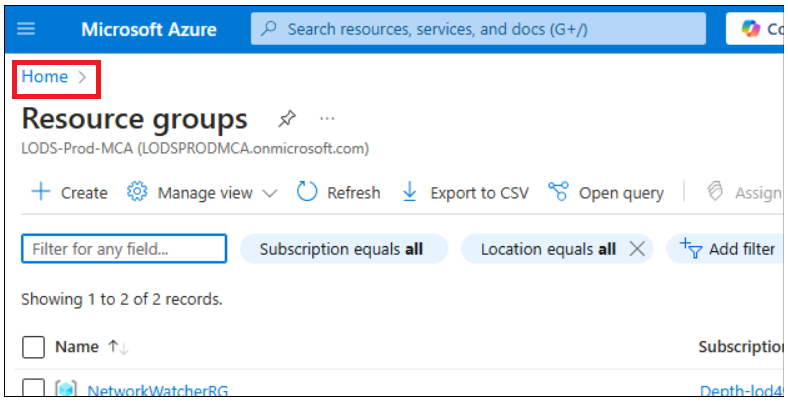 Microsoft Azure Search resources, services, and docs (G+/)
Home >
Resource groups ...
LODS-Prod-MCA (LODSPRODMCA.onmicrosoft.com)
+ Create Manage view Refresh Export to CSV Open query Assign
Filter for any field... Subscription equals all Location equals all Add filter
Showing 1 to 2 of 2 records.
Name ↑↓ Subscription
NetworkWatcherRG Depth-lod4